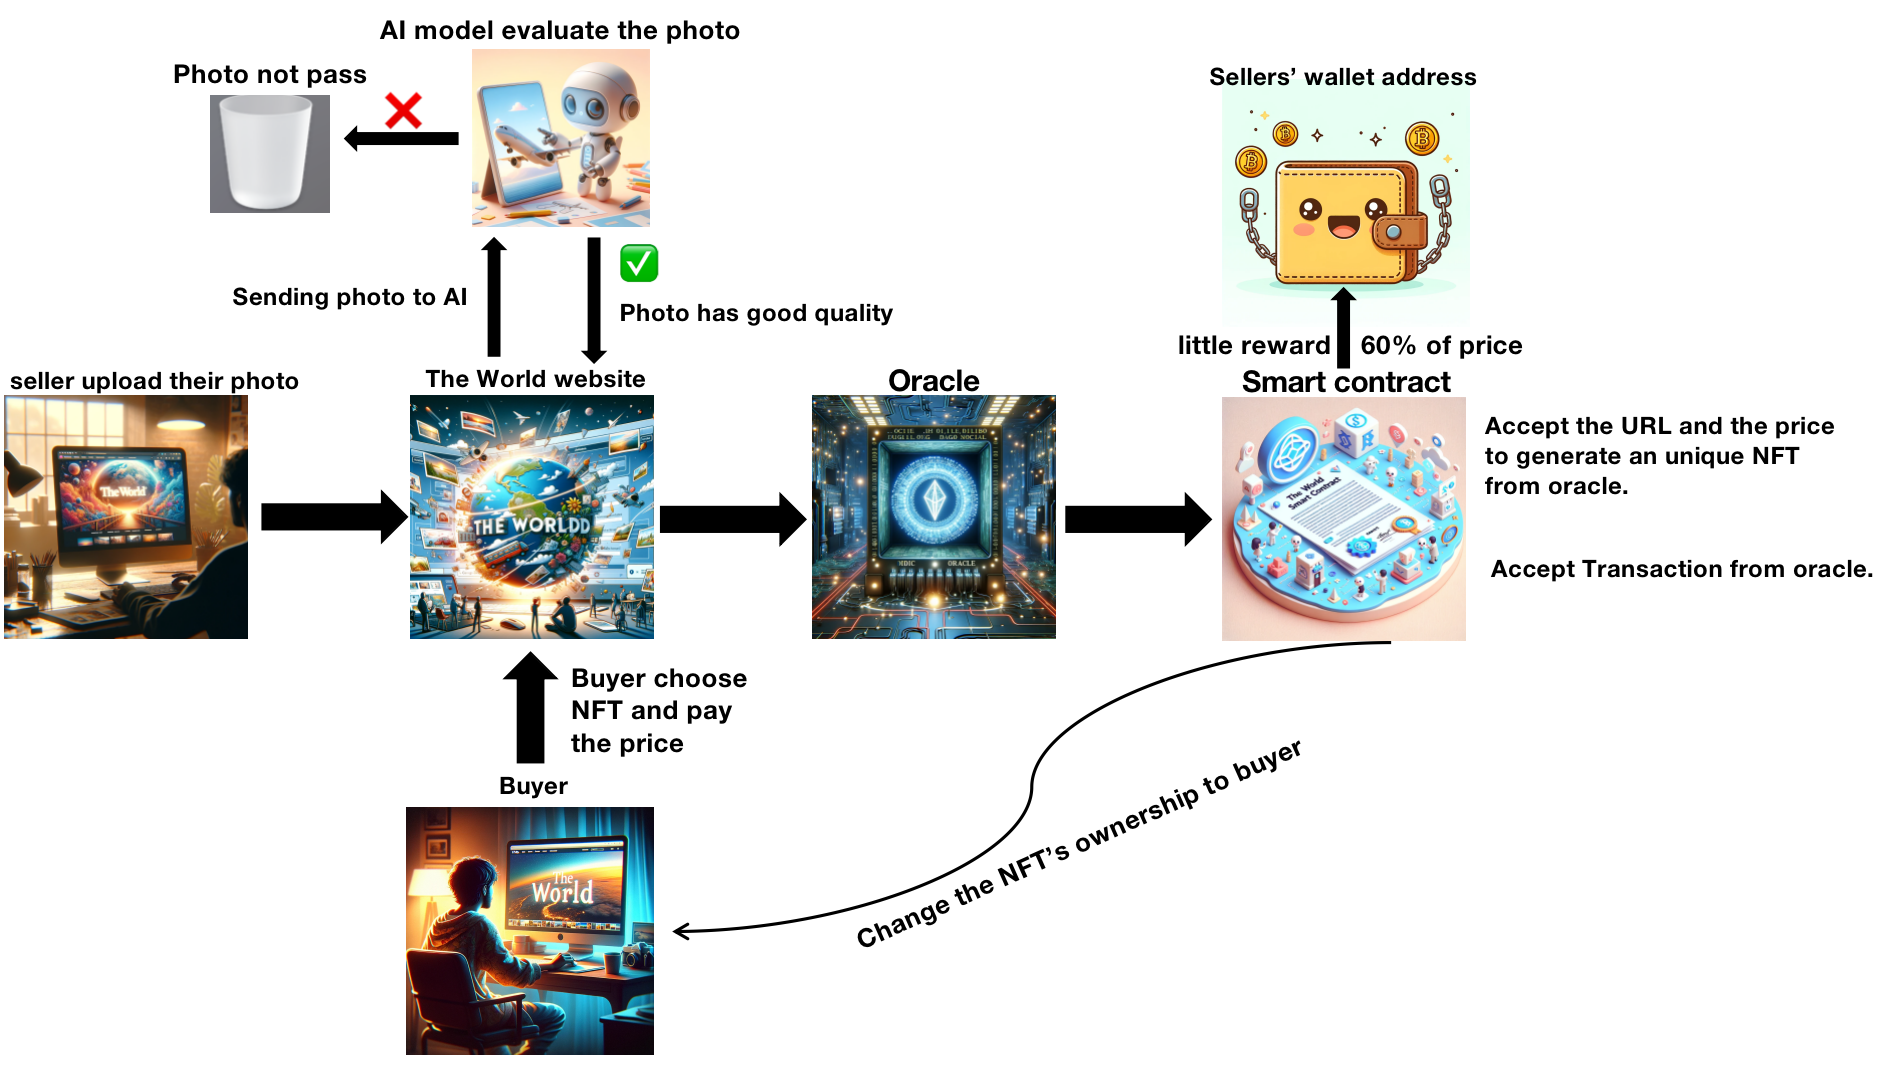 AI model evaluate the photo
Photo not pass
Sellers’ wallet address
Sending photo to AI
Photo has good quality
little reward
60% of price
seller upload their photo
The World website
Oracle
Smart contract
The World
THE WORLDD
ORACLE
The World
Smart Contract
Accept the URL and the price
to generate an unique NFT
from oracle.
Accept Transaction from oracle.
Buyer choose
NFT and pay
the price
Buyer
The
World
Change the NFT’s ownership to buyer